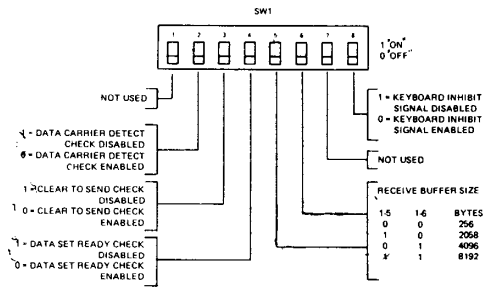 SW1
1 2 3 4 5 6 7 8
1 "ON"
0 "OFF"
NOT USED
1 = DATA CARRIER DETECT
CHECK DISABLED
0 = DATA CARRIER DETECT
CHECK ENABLED
1 = CLEAR TO SEND CHECK
DISABLED
0 = CLEAR TO SEND CHECK
ENABLED
1 = DATA SET READY CHECK
DISABLED
0 = DATA SET READY CHECK
ENABLED
1 = KEYBOARD INHIBIT
SIGNAL DISABLED
0 = KEYBOARD INHIBIT
SIGNAL ENABLED
NOT USED
RECEIVE BUFFER SIZE
1-5 1-6 BYTES
0 0 256
1 0 2068
0 1 4096
1 1 8192